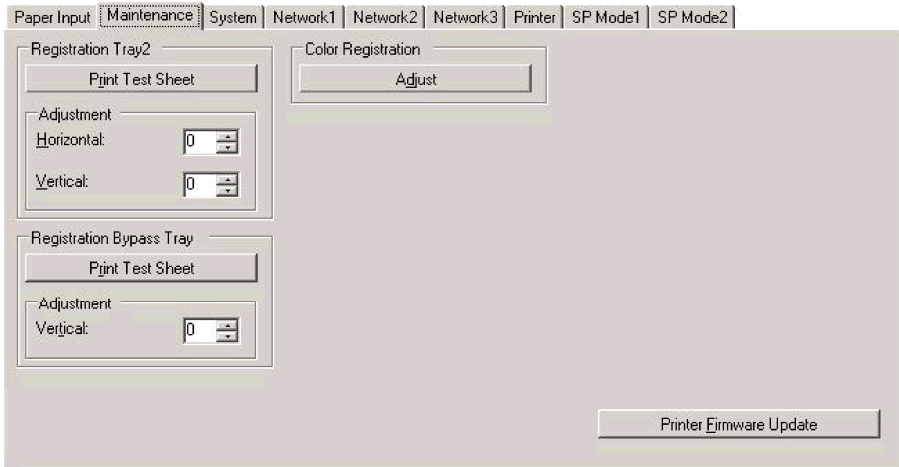 Paper Input Maintenance System Network1 Network2 Network3 Printer SP Mode1 SP Mode2
Registration Tray2
Print Test Sheet
Adjustment
Horizontal: 0
Vertical: 0
Registration Bypass Tray
Print Test Sheet
Adjustment
Vertical: 0
Color Registration
Adjust
Printer Firmware Update